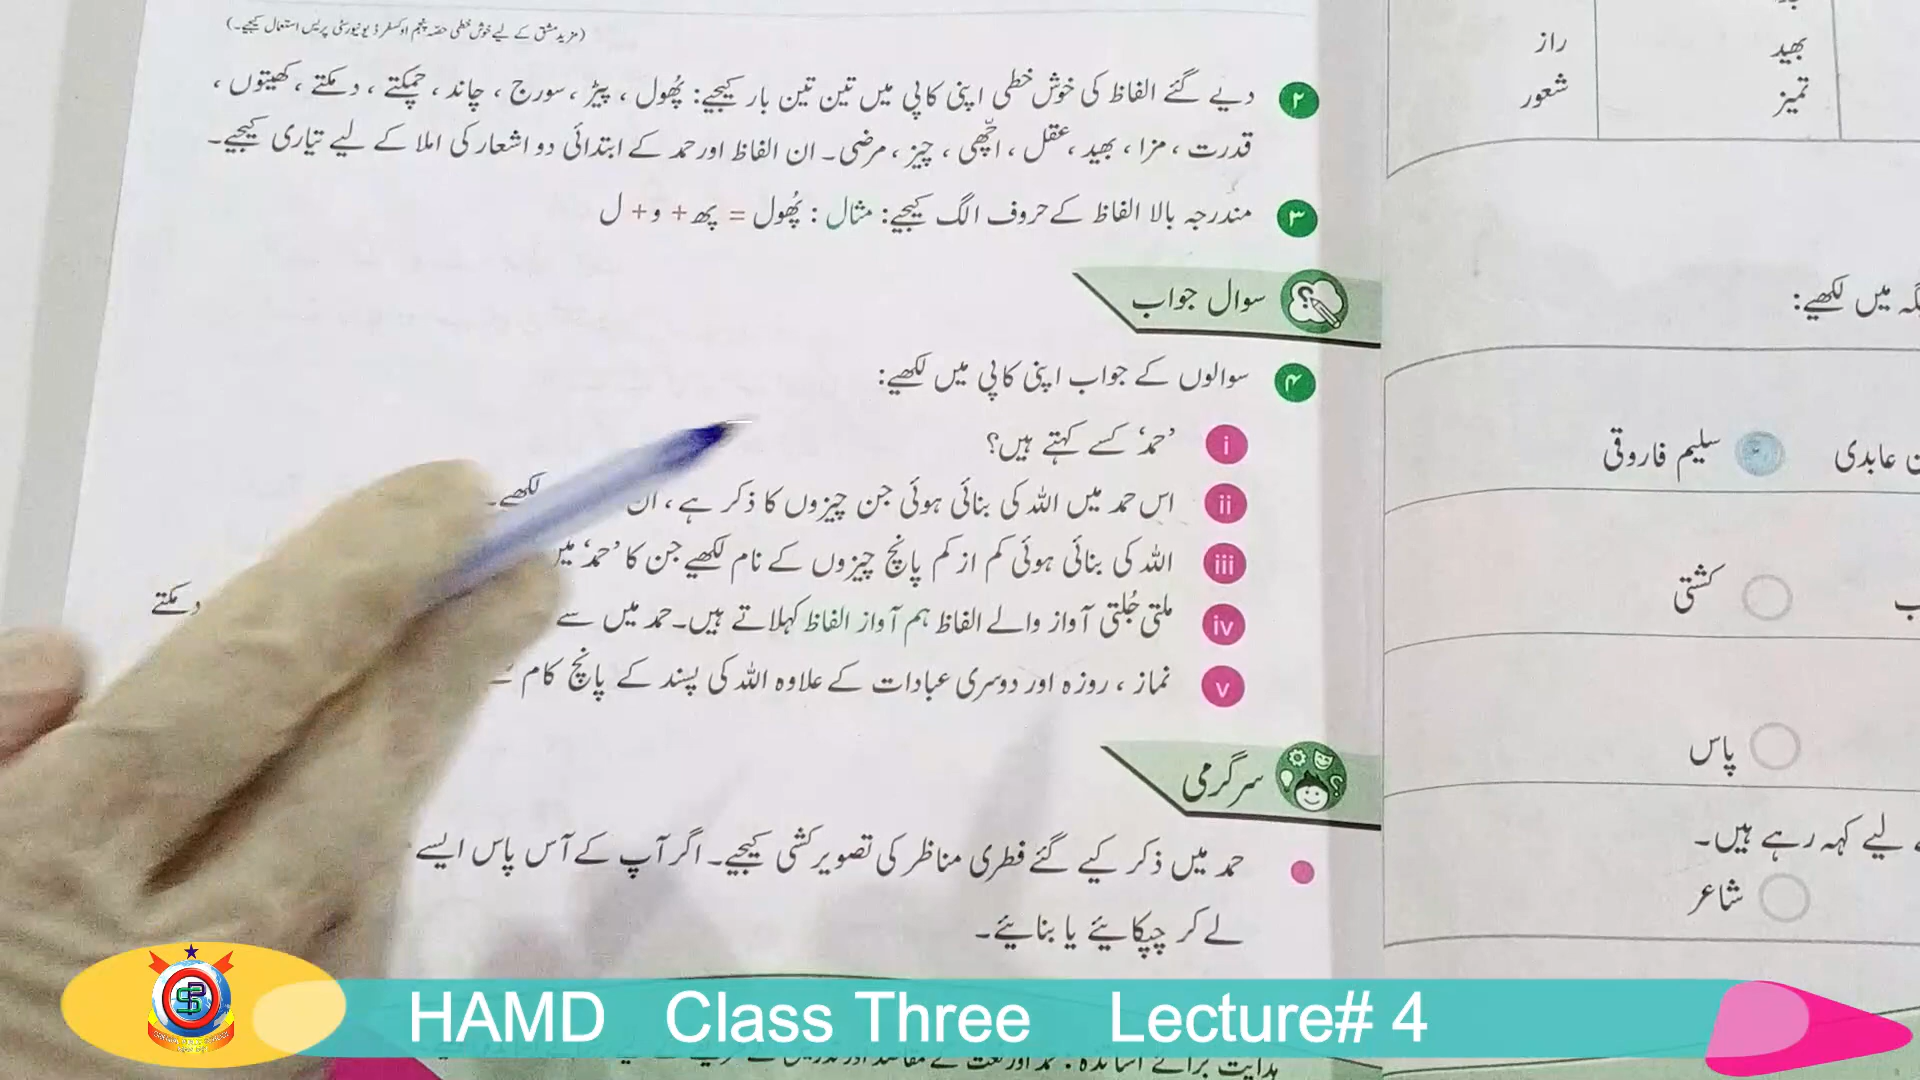 (مزید مشق کے لیے خوش خطی حصّہ پنجم اوکسفرڈ یونیورسٹی پریس استعمال کیجیے۔)
۲ دیے گئے الفاظ کی خوش خطی اپنی کاپی میں تین تین بار کیجیے: پُھول ، پیڑ ، سورج ، چاند ، چمکتے ، دمکتے ، کھیتوں ،
قدرت ، مزا ، بھید ، عقل ، اچّھی ، چیز ، مرضی۔ ان الفاظ اور حمد کے ابتدائی دو اشعار کی املا کے لیے تیاری کیجیے۔
۳ مندرجہ بالا الفاظ کے حروف الگ کیجیے: مثال : پُھول = پھ + و + ل
سوال جواب
۴ سوالوں کے جواب اپنی کاپی میں لکھیے:
i ’حمد‘ کسے کہتے ہیں؟
ii اس حمد میں اللہ کی بنائی ہوئی جن چیزوں کا ذکر ہے ، ان لکھیے۔
iii اللہ کی بنائی ہوئی کم از کم پانچ چیزوں کے نام لکھیے جن کا ’حمد‘ میں
iv ملتی جُلتی آواز والے الفاظ ہم آواز الفاظ کہلاتے ہیں۔ حمد میں سے دمکتے
v نماز ، روزہ اور دوسری عبادات کے علاوہ اللہ کی پسند کے پانچ کام
سرگرمی
حمد میں ذکر کیے گئے فطری مناظر کی تصویر کشی کیجیے۔ اگر آپ کے آس پاس ایسے
لے کر چپکائیے یا بنائیے۔
بھید راز
تمیز شعور
میں لکھیے:
عابدی سلیم فاروقی
کشتی
پاس
لیے کہہ رہے ہیں۔
شاعر
HAMD Class Three Lecture# 4